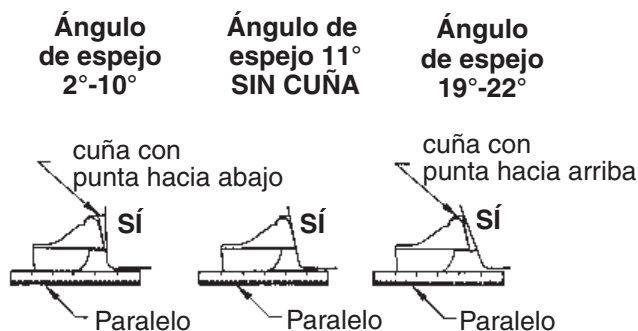 Ángulo
de espejo
2°-10°
Ángulo de
espejo 11°
SIN CUÑA
Ángulo
de espejo
19°-22°
cuña con
punta hacia abajo
SÍ
Paralelo
SÍ
Paralelo
cuña con
punta hacia arriba
SÍ
Paralelo